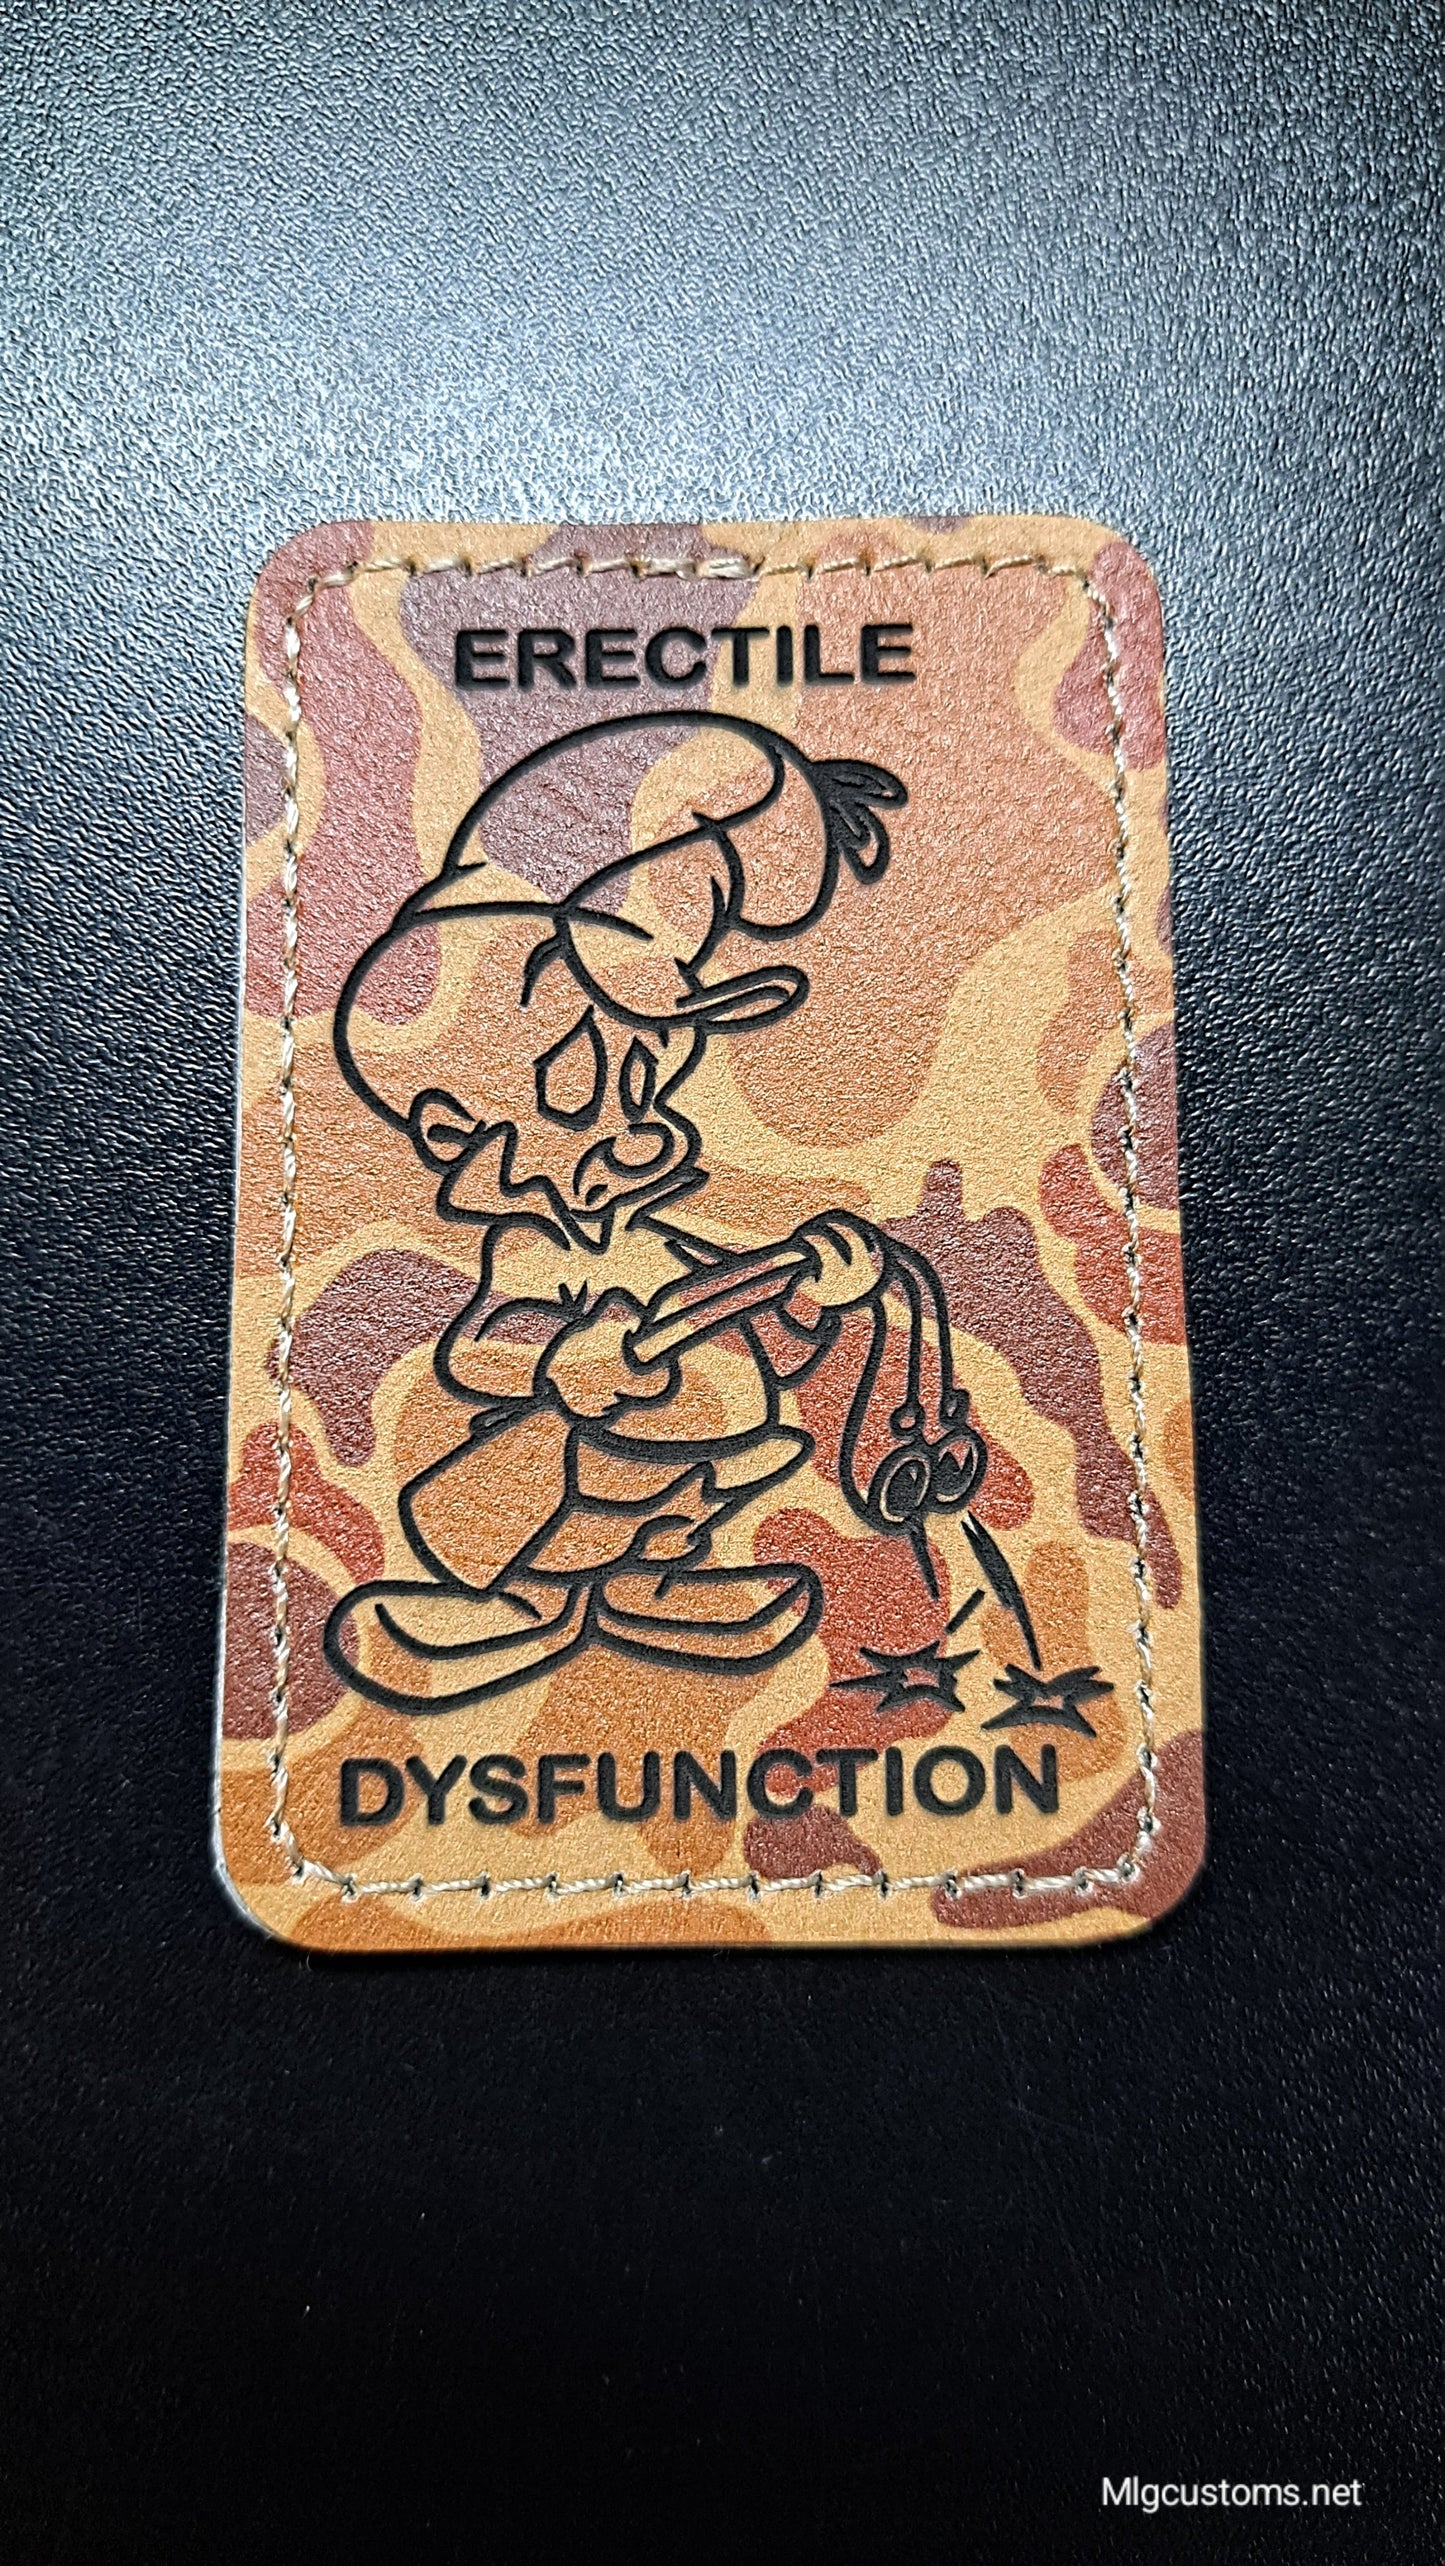 ERECTILE
DYSFUNCTION
Mlgcustoms.net